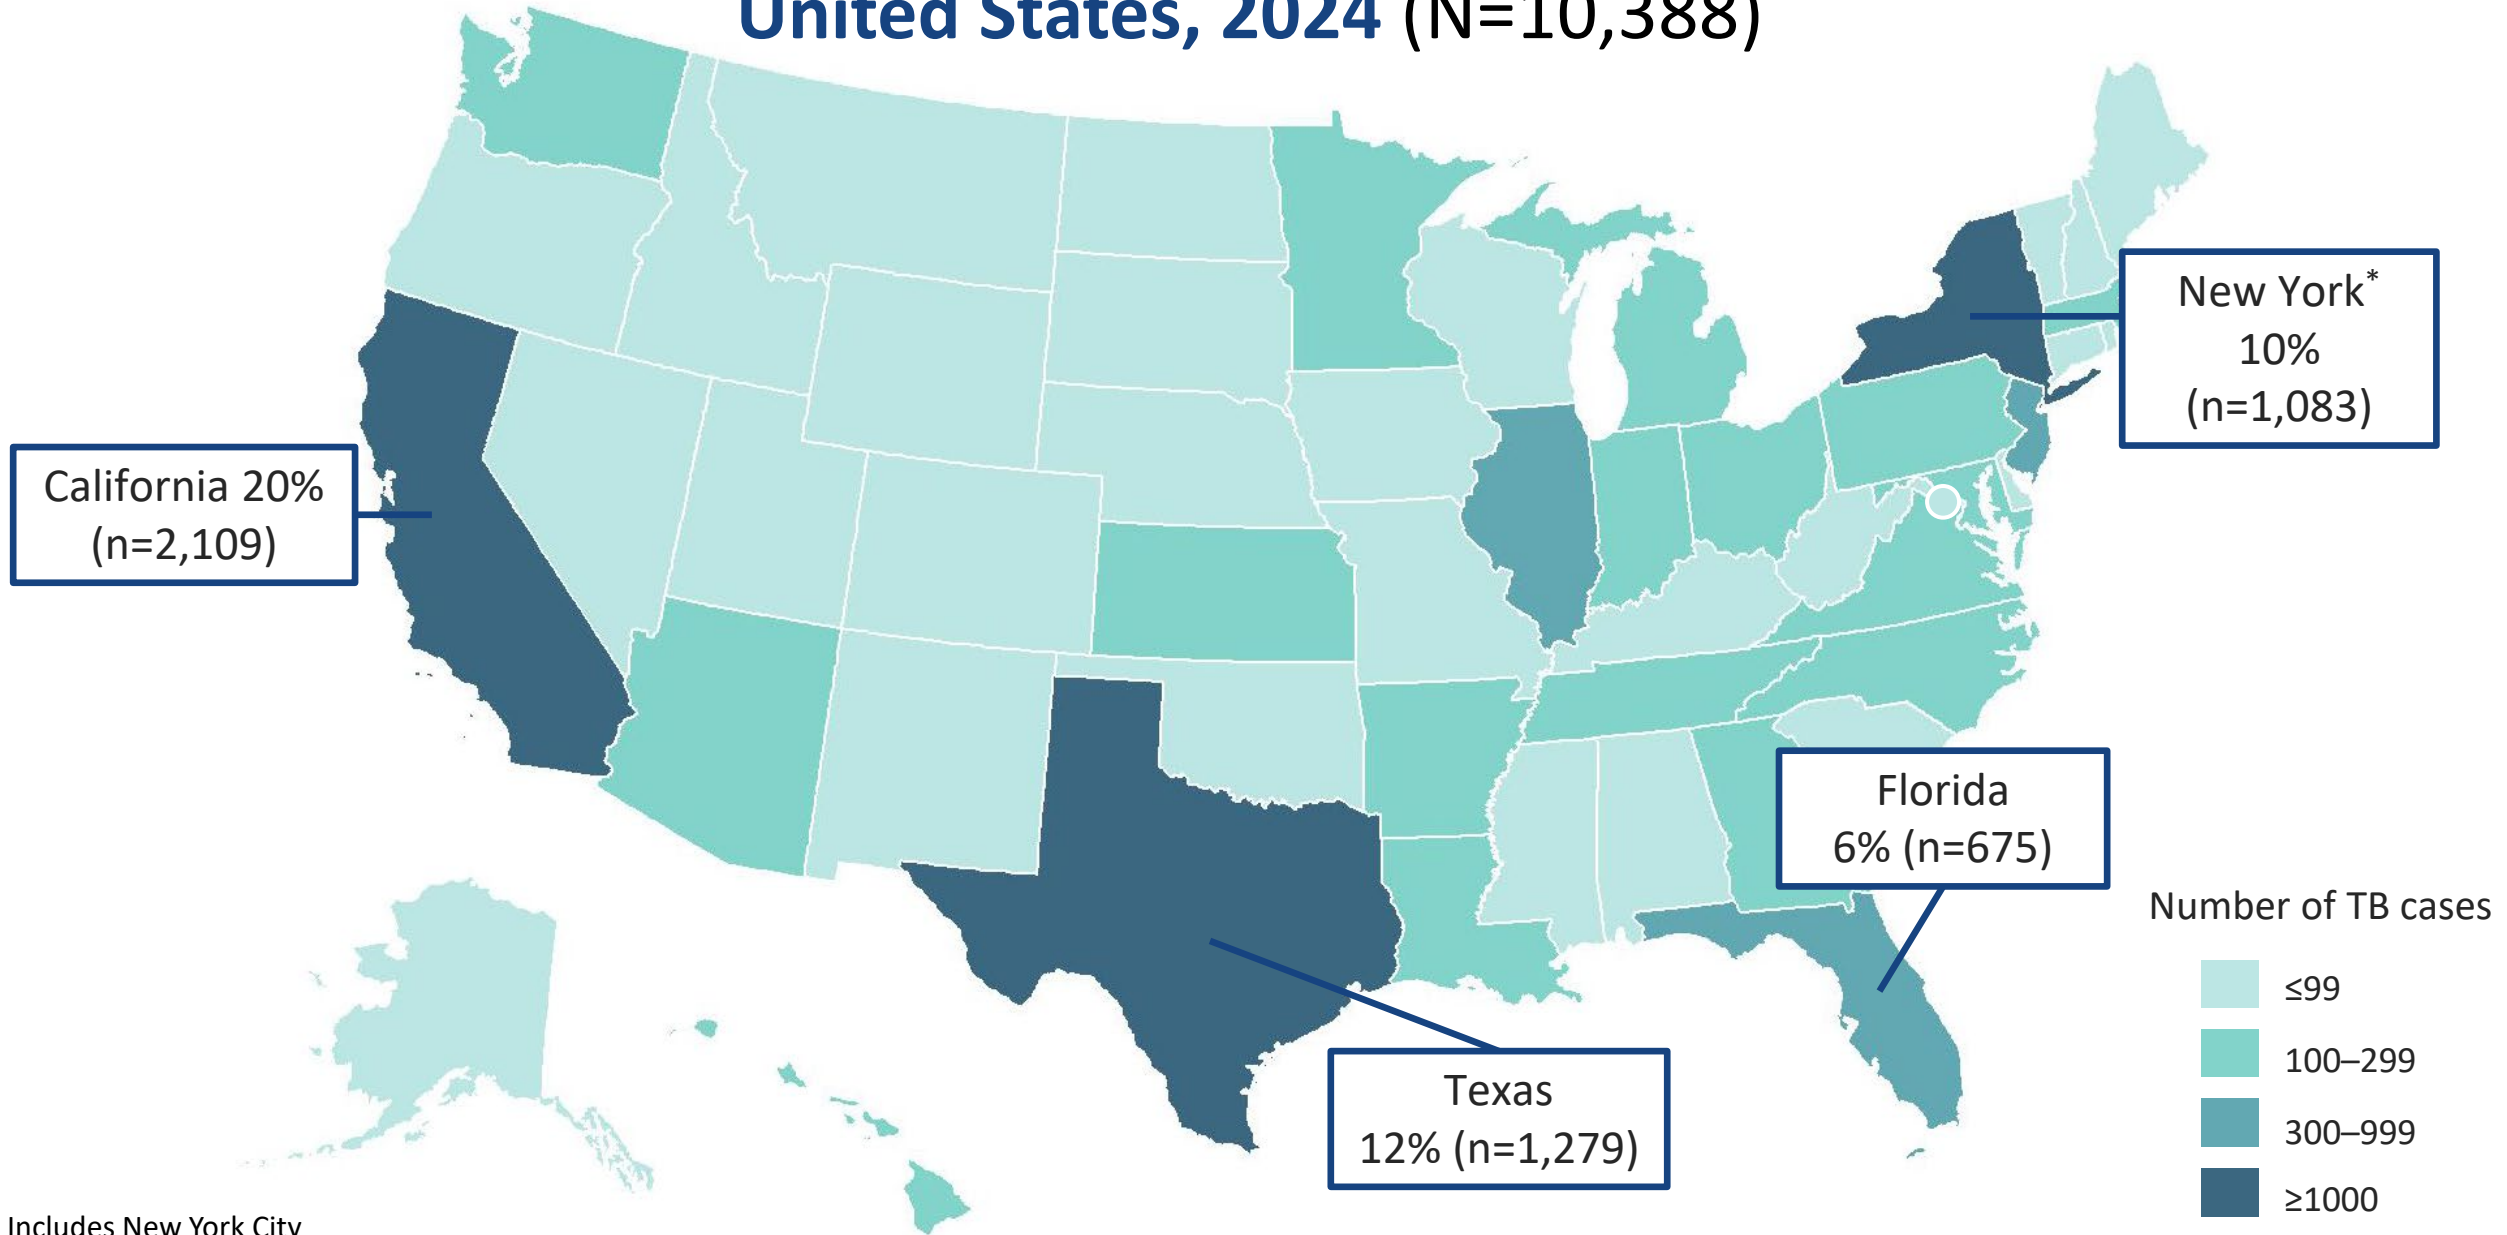 United States, 2024 (N=10,388)
New York*
10%
(n=1,083)
California 20%
(n=2,109)
Florida
6% (n=675)
Number of TB cases
≤99
100–299
300–999
≥1000
Texas
12% (n=1,279)
Includes New York City